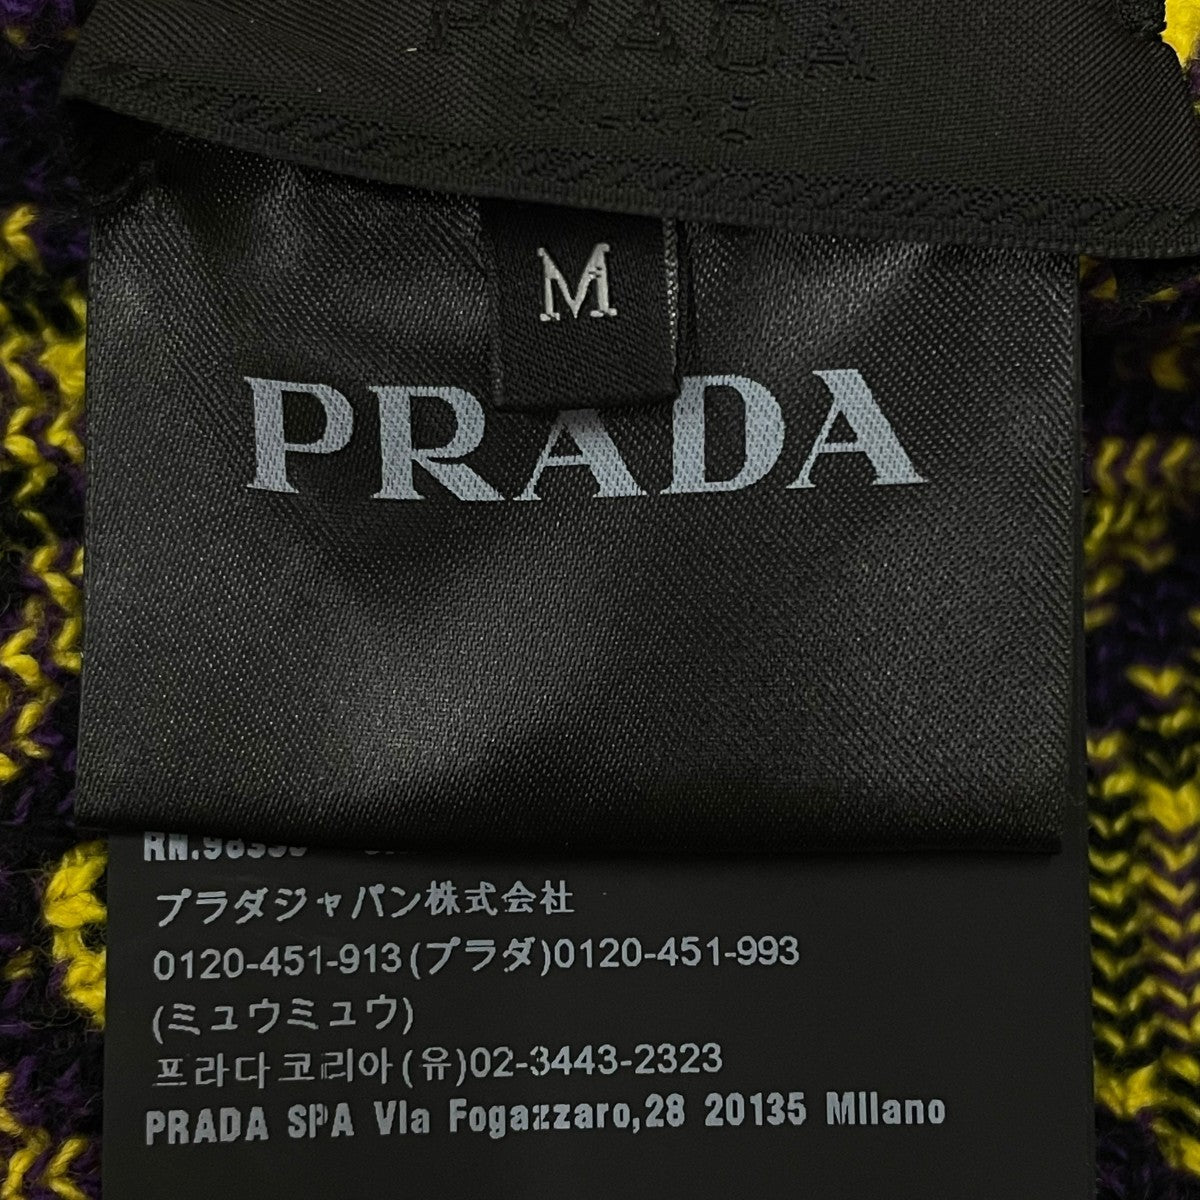 PRADA
M
PRADA
プラダジャパン株式会社
0120-451-913(プラダ)0120-451-993
(ミュウミュウ)
프라다코리아(유)02-3443-2323
PRADA SPA Via Fogazzaro,28 20135 Milano